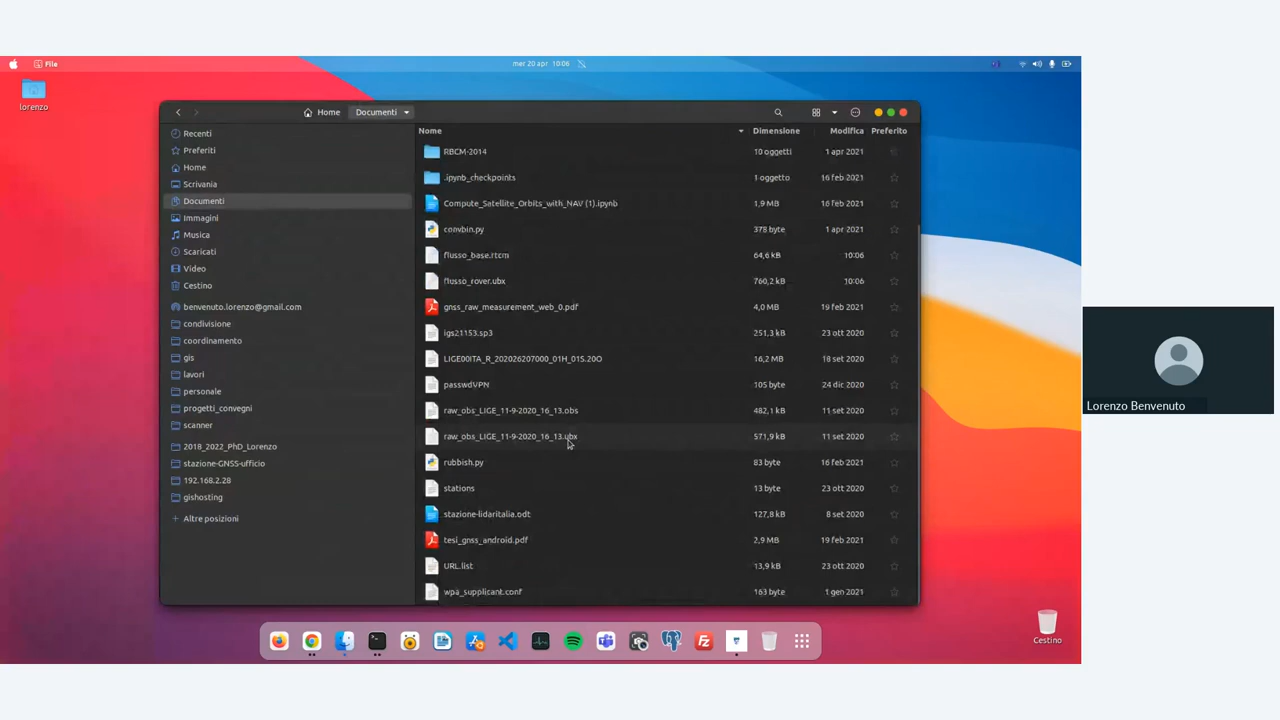 File
mer 20 apr 10:06
lorenzo
Home
Documenti
Nome
Dimensione
Modifica
Preferito
Recenti
Preferiti
Home
Scrivania
Documenti
Immagini
Musica
Scaricati
Video
Cestino
benvenuto.lorenzo@gmail.com
condivisione
coordinamento
gis
lavori
personale
progetti_convegni
scanner
2018_2022_PhD_Lorenzo
stazione-GNSS-ufficio
192.168.2.28
gishosting
Altre posizioni
RBCM-2014 10 oggetti 1 apr 2021
.ipynb_checkpoints 1 oggetto 16 feb 2021
Compute_Satellite_Orbits_with_NAV (1).ipynb 1,9 MB 16 feb 2021
convbin.py 378 byte 1 apr 2021
flusso_base.rtcm 64,6 kB 10:06
flusso_rover.ubx 760,2 kB 10:06
gnss_raw_measurement_web_0.pdf 4,0 MB 19 feb 2021
igs21153.sp3 251,3 kB 23 ott 2020
LIGE00ITA_R_202026207000_01H_01S.20O 16,2 MB 18 set 2020
passwdVPN 105 byte 24 dic 2020
raw_obs_LIGE_11-9-2020_16_13.obs 482,1 kB 11 set 2020
raw_obs_LIGE_11-9-2020_16_13.ubx 571,9 kB 11 set 2020
rubbish.py 83 byte 16 feb 2021
stations 13 byte 23 ott 2020
stazione-lidaritalia.odt 127,8 kB 8 set 2020
tesi_gnss_android.pdf 2,9 MB 19 feb 2021
URL.list 13,9 kB 23 ott 2020
wpa_supplicant.conf 163 byte 1 gen 2021
Cestino
Lorenzo Benvenuto